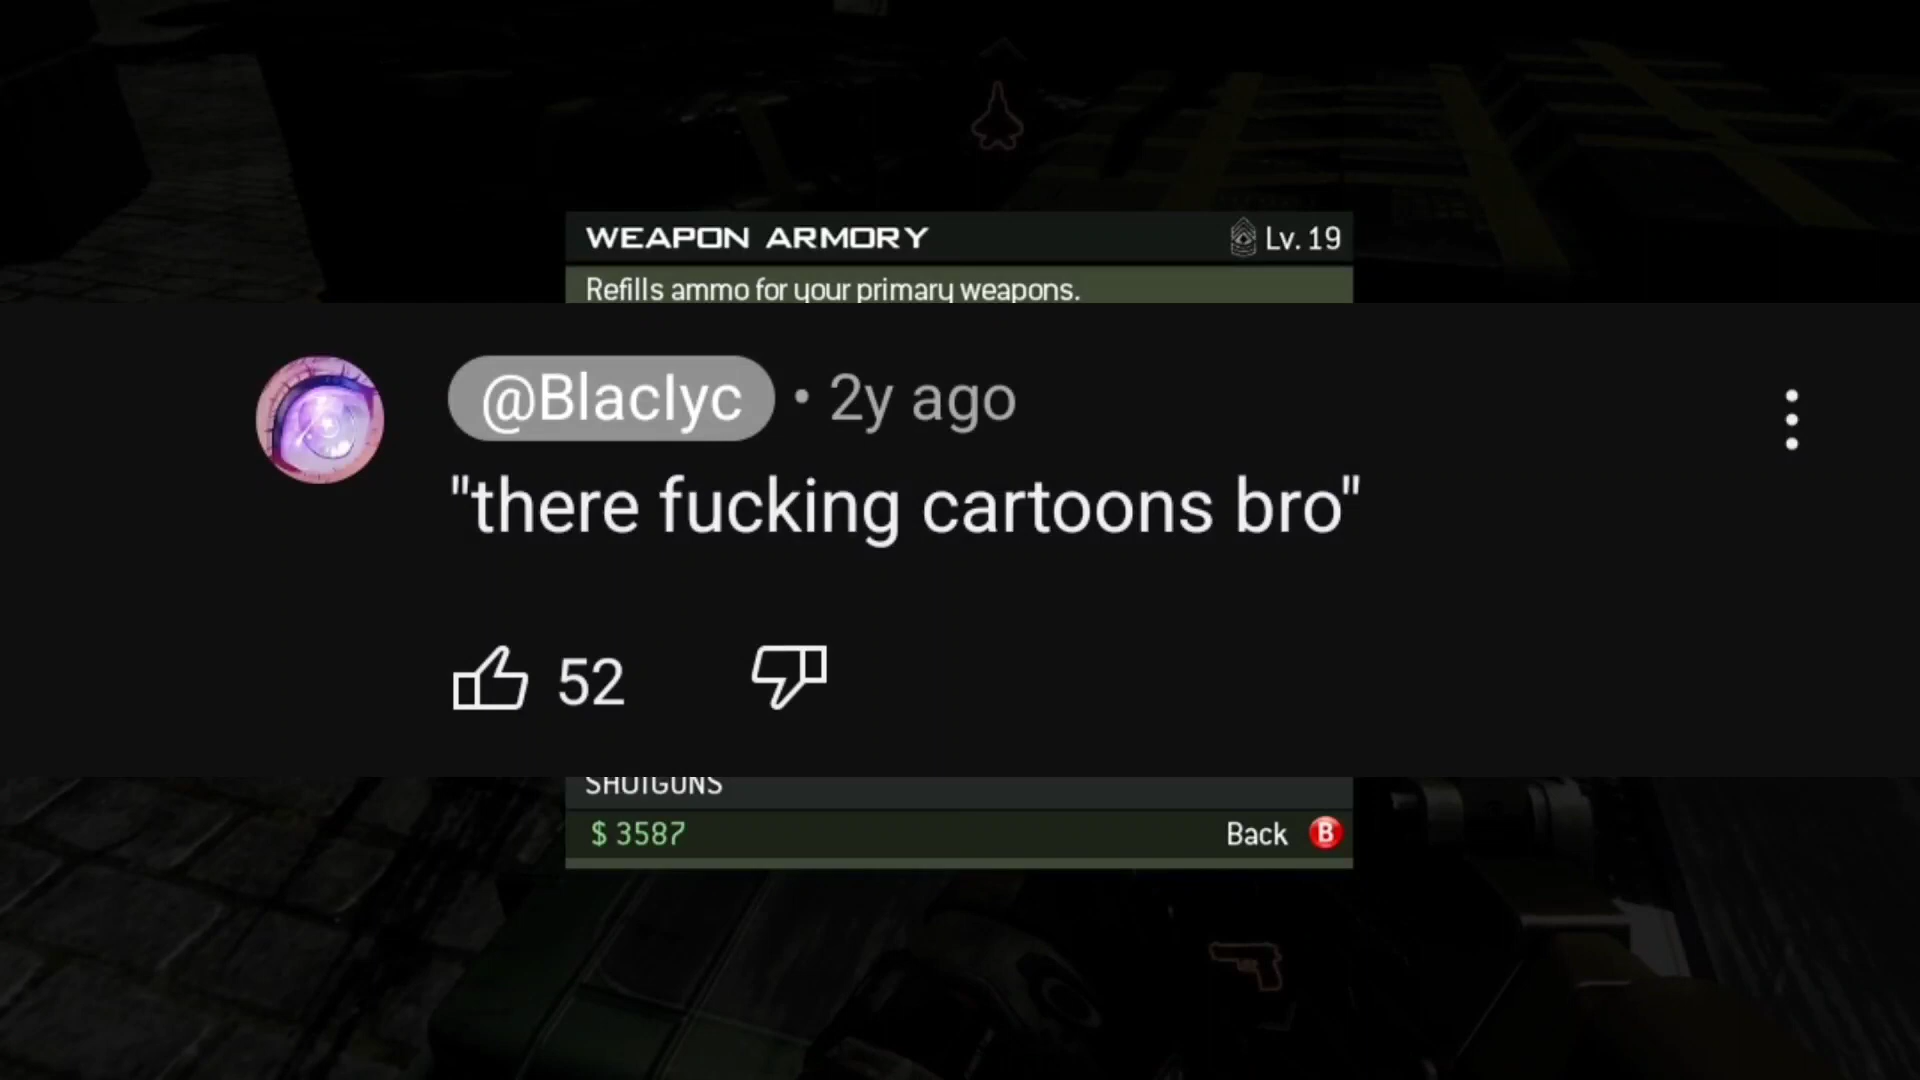 WEAPON ARMORY Lv. 19
Refills ammo for your primary weapons.
@Blaclyc • 2y ago
"there fucking cartoons bro"
52
SHOTGUNS
$ 3587 Back B